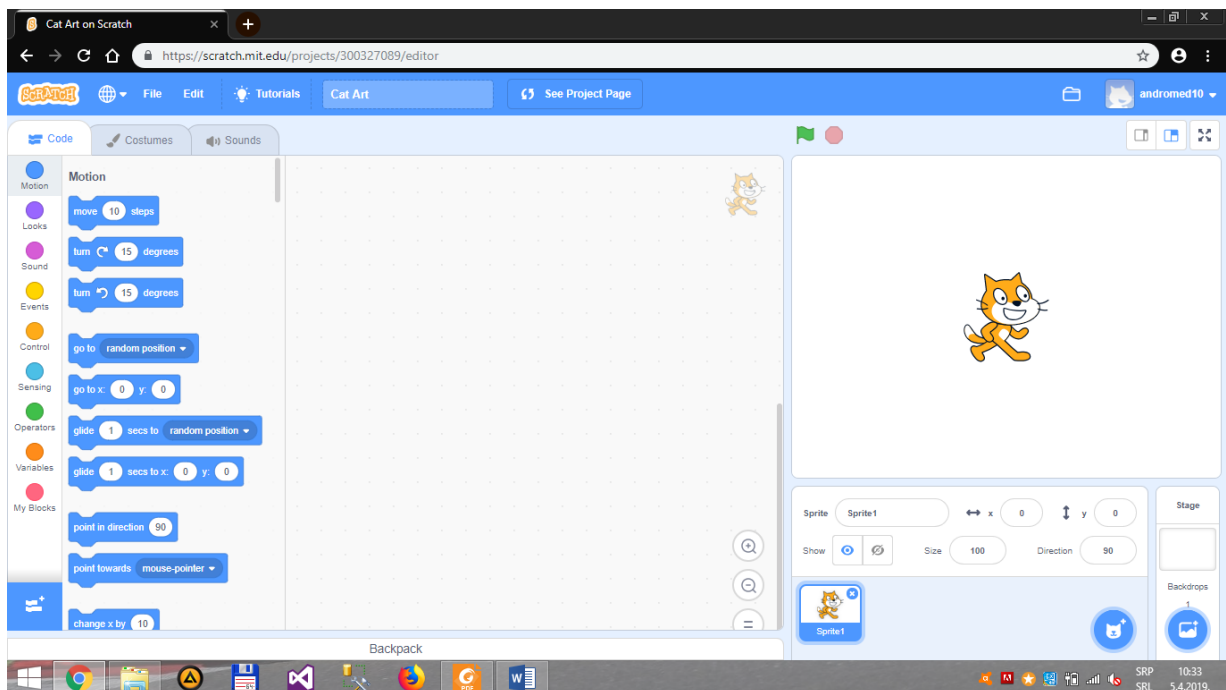 Cat Art on Scratch
https://scratch.mit.edu/projects/300327089/editor
SCRATCH File Edit Tutorials Cat Art See Project Page andromed10
Code Costumes Sounds
Motion
Looks
Sound
Events
Control
Sensing
Operators
Variables
My Blocks
Motion
move 10 steps
turn 15 degrees
turn 15 degrees
go to random position
go to x: 0 y: 0
glide 1 secs to random position
glide 1 secs to x: 0 y: 0
point in direction 90
point towards mouse-pointer
change x by 10
Backpack
Sprite Sprite1 x 0 y 0
Show Size 100 Direction 90
Sprite1
Stage
Backdrops
1
SRP 10:33
SRL 5.4.2019.